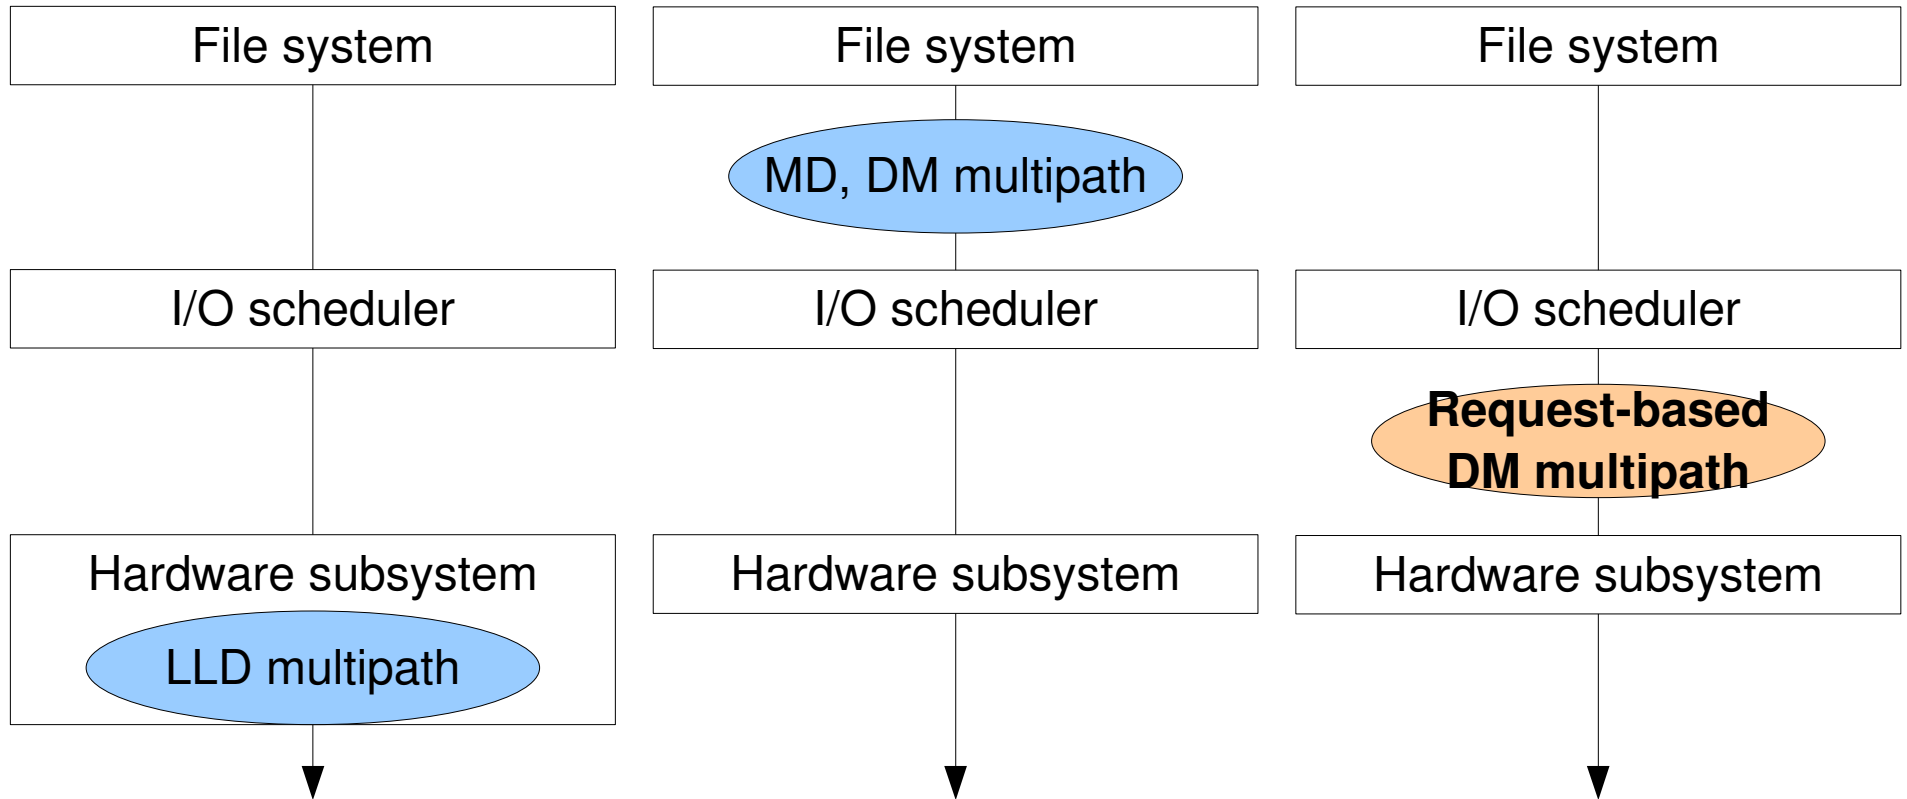 File system
I/O scheduler
Hardware subsystem
LLD multipath
File system
MD, DM multipath
I/O scheduler
Hardware subsystem
File system
I/O scheduler
Request-based
DM multipath
Hardware subsystem